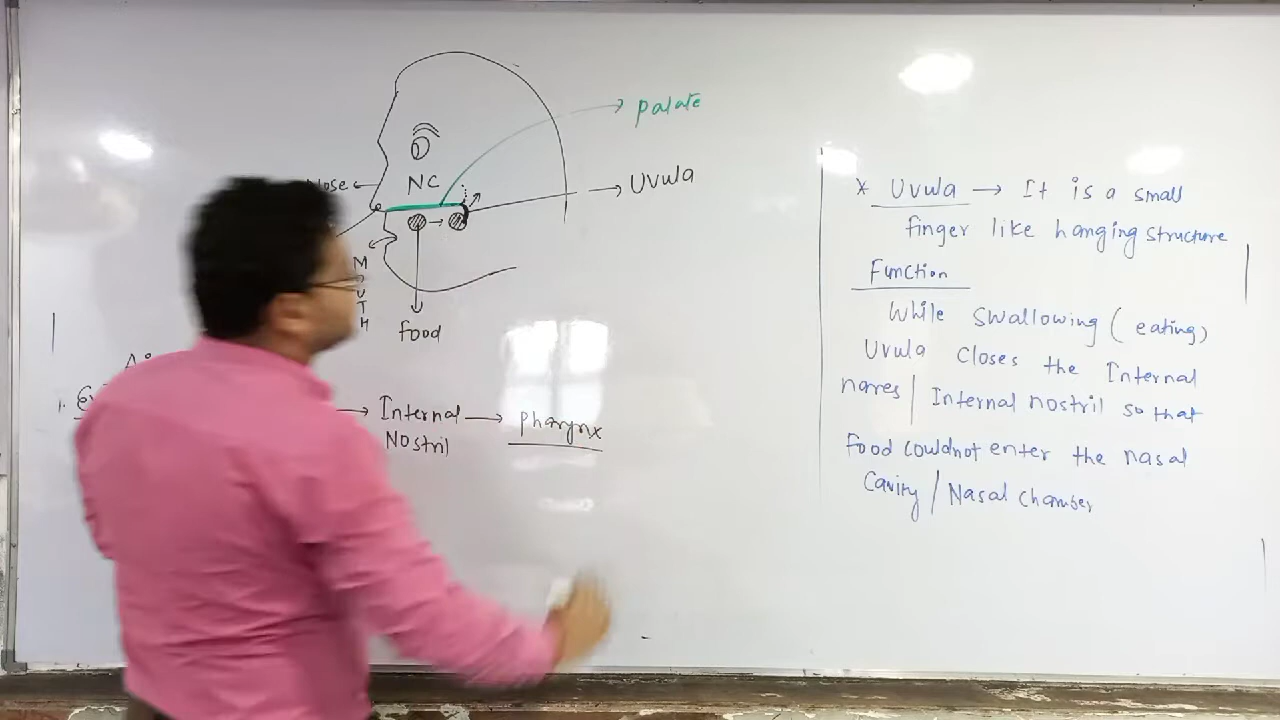 palate
Nose
NC
Uvula
food
Internal
Nostril
pharynx
* Uvula → It is a small
finger like hanging structure
Function
While swallowing (eating)
Uvula closes the Internal
nares / Internal nostril so that
Food couldnot enter the nasal
cavity / Nasal chamber